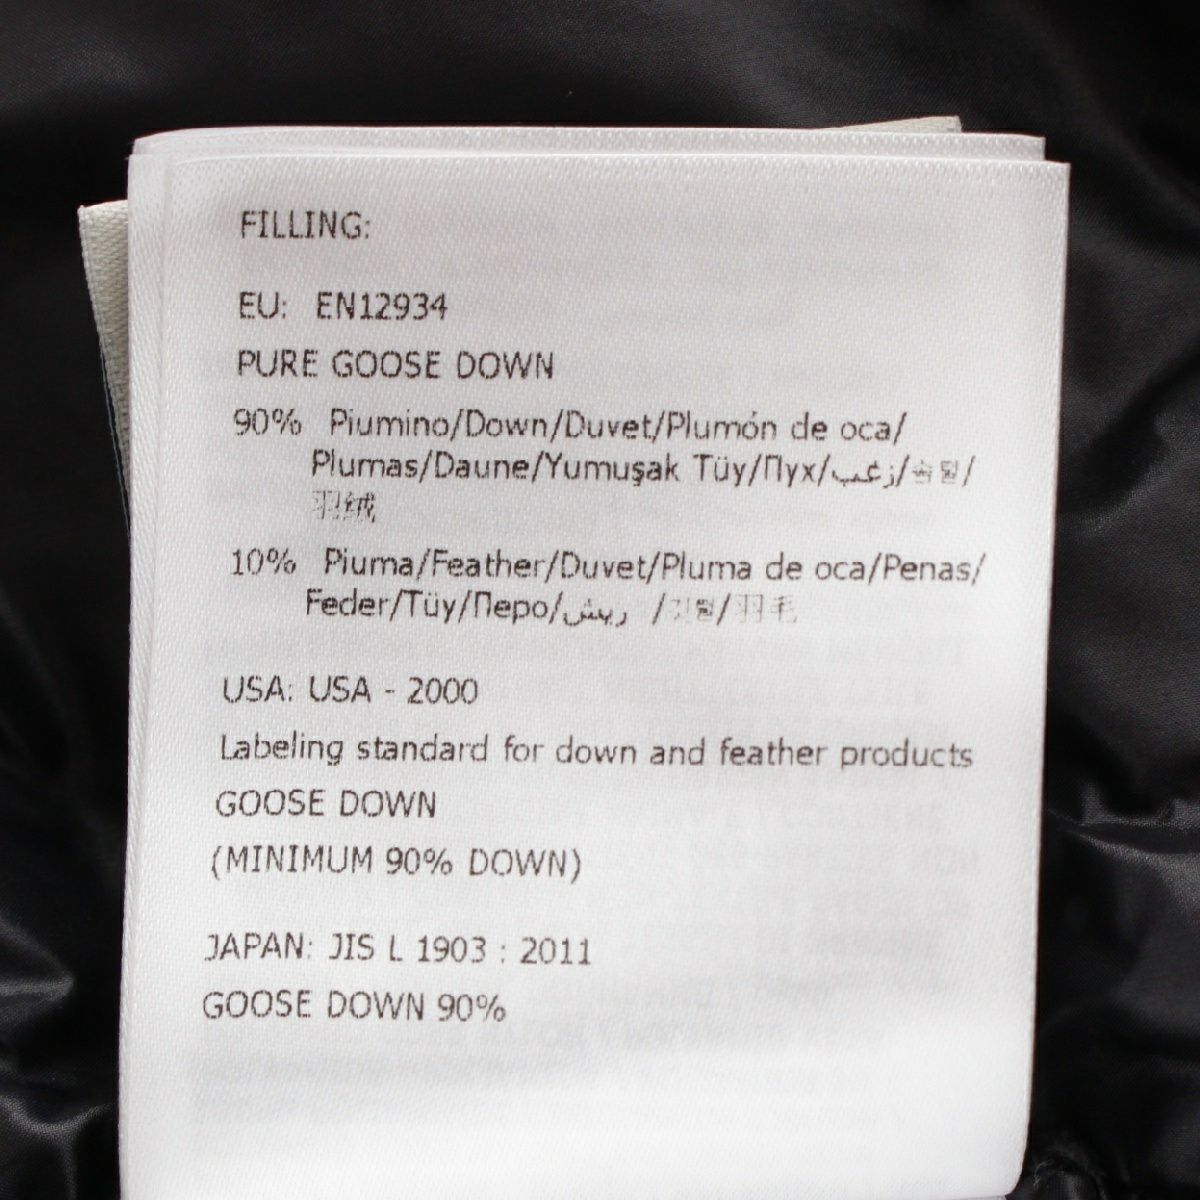 FILLING:
EU: EN12934
PURE GOOSE DOWN
90% Piumino/Down/Duvet/Plumón de oca/
Plumas/Daune/Yumuşak Tüy/Пух/زغب/솜털/
羽绒
10% Piuma/Feather/Duvet/Pluma de oca/Penas/
Feder/Tüy/Перо/ريش /깃털/羽毛
USA: USA - 2000
Labeling standard for down and feather products
GOOSE DOWN
(MINIMUM 90% DOWN)
JAPAN: JIS L 1903 : 2011
GOOSE DOWN 90%